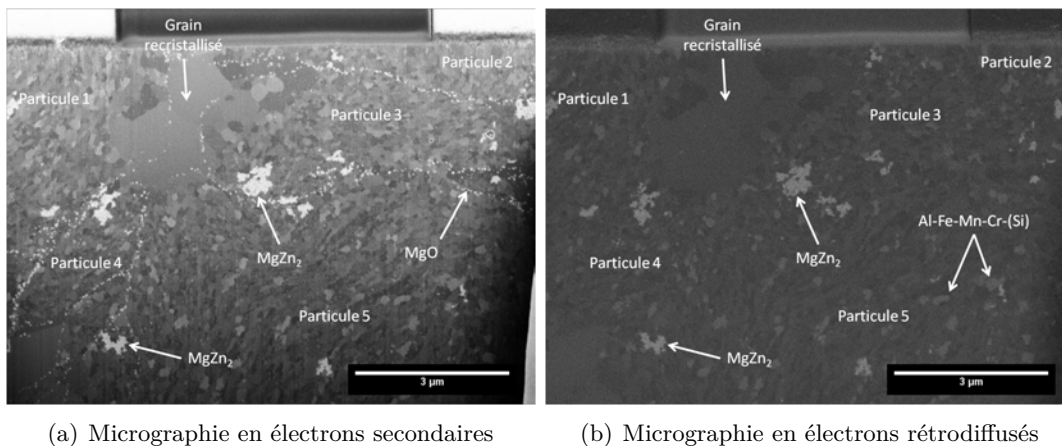 Grain
recristallisé
Particule 1
Particule 2
Particule 3
MgZn₂
MgO
Particule 4
Particule 5
MgZn₂
3 µm
Grain
recristallisé
Particule 1
Particule 2
Particule 3
MgZn₂
Al-Fe-Mn-Cr-(Si)
Particule 4
Particule 5
MgZn₂
3 µm
(a) Micrographie en électrons secondaires
(b) Micrographie en électrons rétrodiffusés